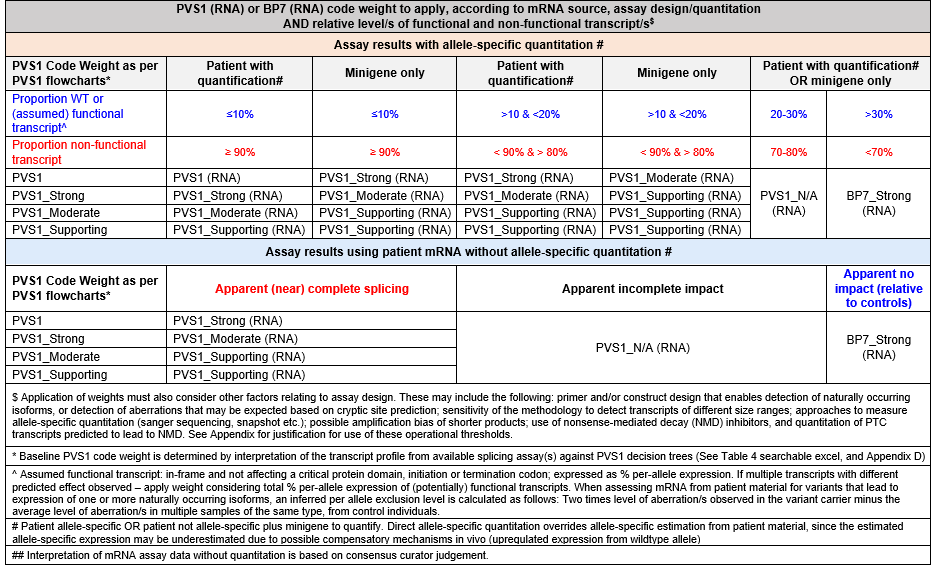 PVS1 (RNA) or BP7 (RNA) code weight to apply, according to mRNA source, assay design/quantitation
AND relative level/s of functional and non-functional transcript/s$
Assay results with allele-specific quantitation #
PVS1 Code Weight as per PVS1 flowcharts*
Patient with quantification#
Minigene only
Patient with quantification#
Minigene only
Patient with quantification# OR minigene only
Proportion WT or (assumed) functional transcript^
≤10%
≤10%
>10 & <20%
>10 & <20%
20-30%
>30%
Proportion non-functional transcript
≥ 90%
≥ 90%
< 90% & > 80%
< 90% & > 80%
70-80%
<70%
PVS1
PVS1 (RNA)
PVS1_Strong (RNA)
PVS1_Strong (RNA)
PVS1_Moderate (RNA)
PVS1_N/A (RNA)
BP7_Strong (RNA)
PVS1_Strong
PVS1_Strong (RNA)
PVS1_Moderate (RNA)
PVS1_Moderate (RNA)
PVS1_Supporting (RNA)
PVS1_Moderate
PVS1_Moderate (RNA)
PVS1_Supporting (RNA)
PVS1_Supporting (RNA)
PVS1_Supporting (RNA)
PVS1_Supporting
PVS1_Supporting (RNA)
PVS1_Supporting (RNA)
PVS1_Supporting (RNA)
PVS1_Supporting (RNA)
Assay results using patient mRNA without allele-specific quantitation #
PVS1 Code Weight as per PVS1 flowcharts*
Apparent (near) complete splicing
Apparent incomplete impact
Apparent no impact (relative to controls)
PVS1
PVS1_Strong (RNA)
PVS1_N/A (RNA)
BP7_Strong (RNA)
PVS1_Strong
PVS1_Moderate (RNA)
PVS1_Moderate
PVS1_Supporting (RNA)
PVS1_Supporting
PVS1_Supporting (RNA)
$ Application of weights must also consider other factors relating to assay design. These may include the following: primer and/or construct design that enables detection of naturally occurring
isoforms, or detection of aberrations that may be expected based on cryptic site prediction; sensitivity of the methodology to detect transcripts of different size ranges; approaches to measure
allele-specific quantitation (sanger sequencing, snapshot etc.); possible amplification bias of shorter products; use of nonsense-mediated decay (NMD) inhibitors, and quantitation of PTC
transcripts predicted to lead to NMD. See Appendix for justification for use of these operational thresholds.
* Baseline PVS1 code weight is determined by interpretation of the transcript profile from available splicing assay(s) against PVS1 decision trees (See Table 4 searchable excel, and Appendix D)
^ Assumed functional transcript: in-frame and not affecting a critical protein domain, initiation or termination codon; expressed as % per-allele expression. If multiple transcripts with different
predicted effect observed – apply weight considering total % per-allele expression of (potentially) functional transcripts. When assessing mRNA from patient material for variants that lead to
expression of one or more naturally occurring isoforms, an inferred per allele exclusion level is calculated as follows: Two times level of aberration/s observed in the variant carrier minus the
average level of aberration/s in multiple samples of the same type, from control individuals.
# Patient allele-specific OR patient not allele-specific plus minigene to quantify. Direct allele-specific quantitation overrides allele-specific estimation from patient material, since the estimated
allele-specific expression may be underestimated due to possible compensatory mechanisms in vivo (upregulated expression from wildtype allele)
## Interpretation of mRNA assay data without quantitation is based on consensus curator judgement.